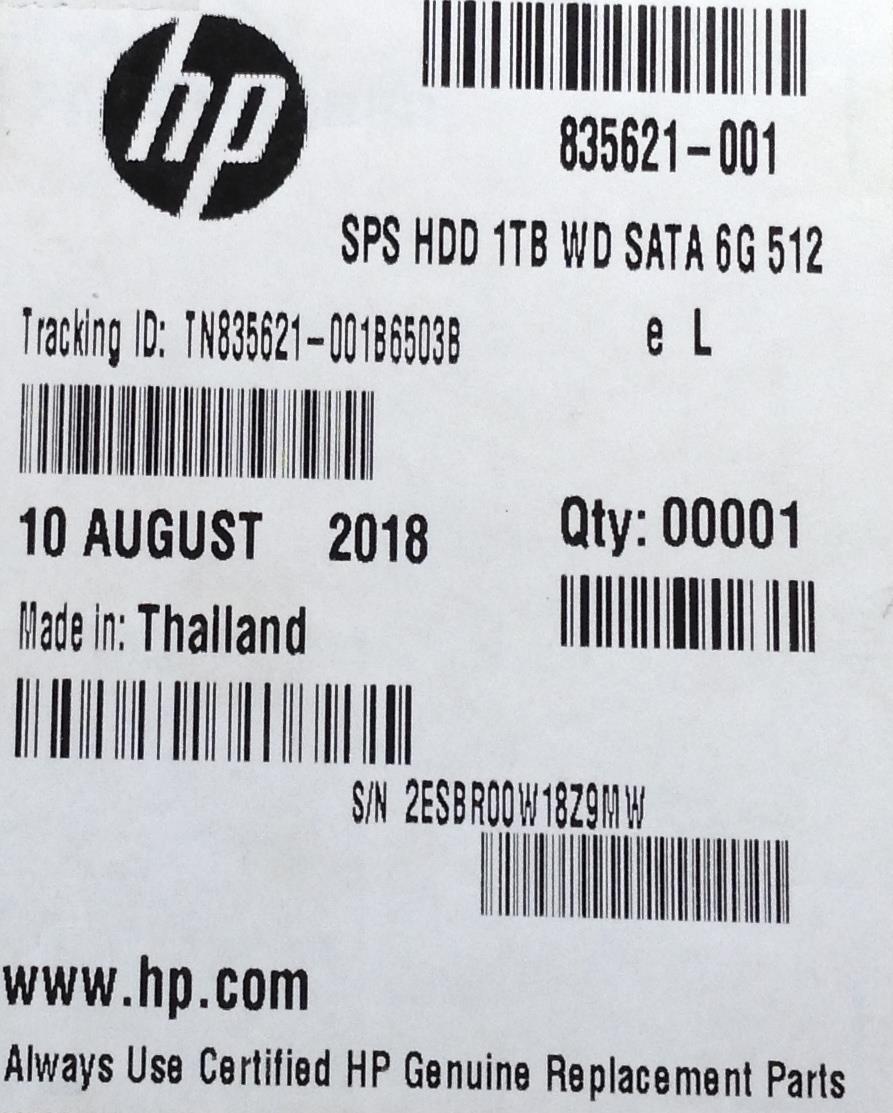 hp
835621-001
SPS HDD 1TB WD SATA 6G 512
e L
Tracking ID: TN835621-001B6503B
10 AUGUST 2018
Qty: 00001
Made in: Thailand
S/N 2ESBR00W18Z9MW
www.hp.com
Always Use Certified HP Genuine Replacement Parts